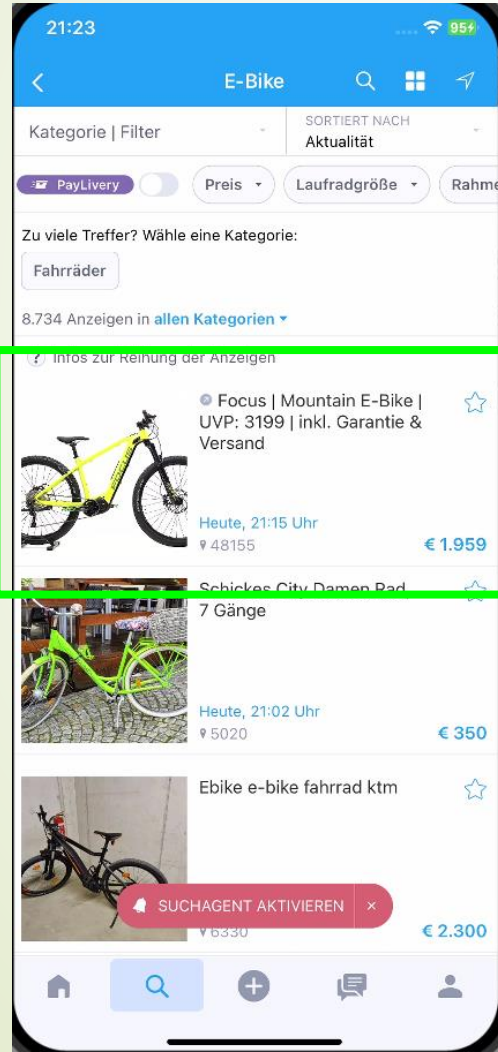 21:23
95
E-Bike
Kategorie | Filter
SORTIERT NACH
Aktualität
PayLivery
Preis
Laufradgröße
Rahme
Zu viele Treffer? Wähle eine Kategorie:
Fahrräder
8.734 Anzeigen in allen Kategorien
? Infos zur Reihung der Anzeigen
Focus | Mountain E-Bike |
UVP: 3199 | inkl. Garantie &
Versand
Heute, 21:15 Uhr
48155
€ 1.959
Schickes City Damen Rad,
7 Gänge
Heute, 21:02 Uhr
5020
€ 350
Ebike e-bike fahrrad ktm
SUCHAGENT AKTIVIEREN ×
6330
€ 2.300